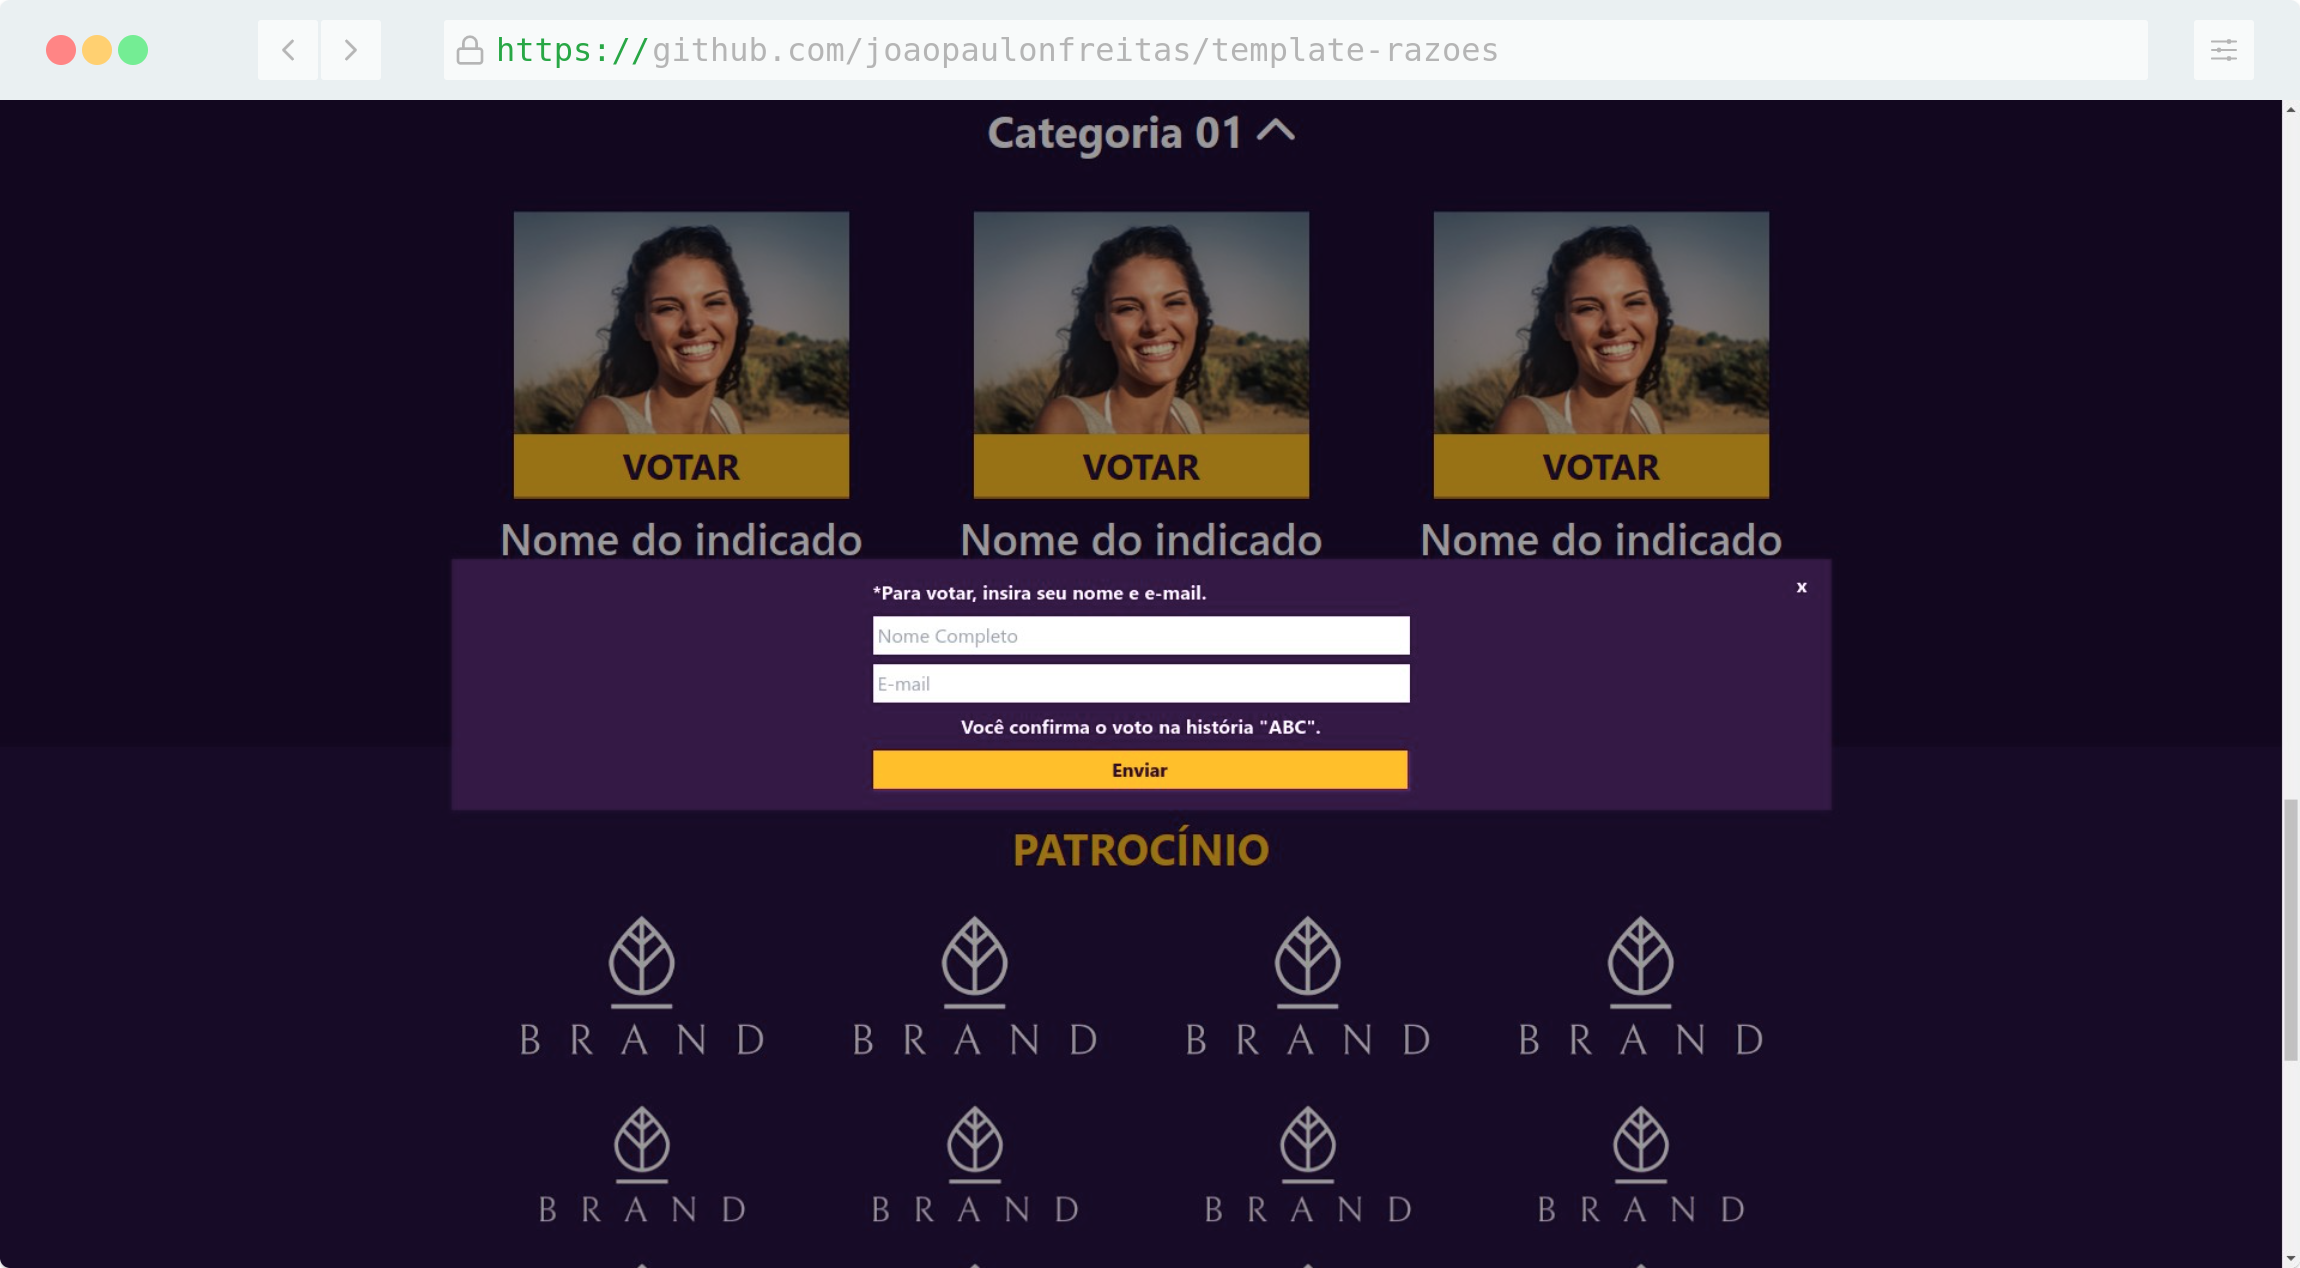 https://github.com/joaopaulonfreitas/template-razoes
Categoria 01
VOTAR VOTAR VOTAR
Nome do indicado Nome do indicado Nome do indicado
*Para votar, insira seu nome e e-mail.
x
Nome Completo
E-mail
Você confirma o voto na história "ABC".
Enviar
PATROCÍNIO
BRAND BRAND BRAND BRAND
BRAND BRAND BRAND BRAND